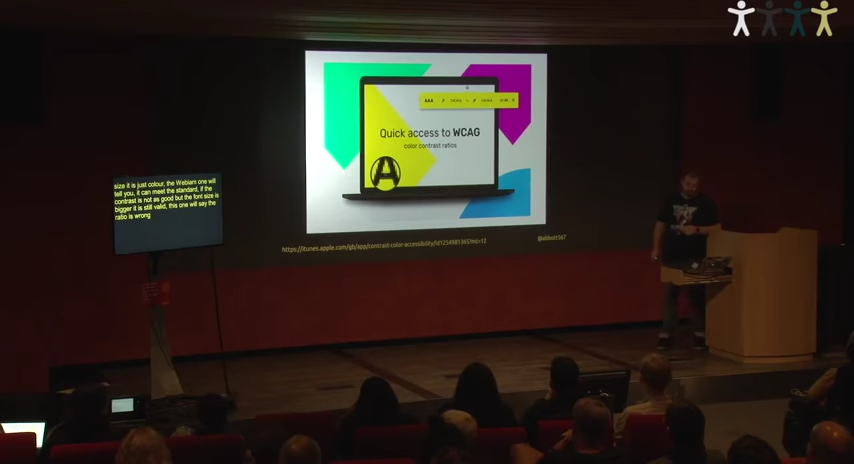 size it is just colour, the Webiam one will
tell you, it can meet the standard, if the
contrast is not as good but the font size is
bigger it is still valid, this one will say the
ratio is wrong
AAA
Quick access to WCAG
color contrast ratios
A
https://itunes.apple.com/gb/app/contrast-color-accessibility/id1254981365?mt=12
@abbott567